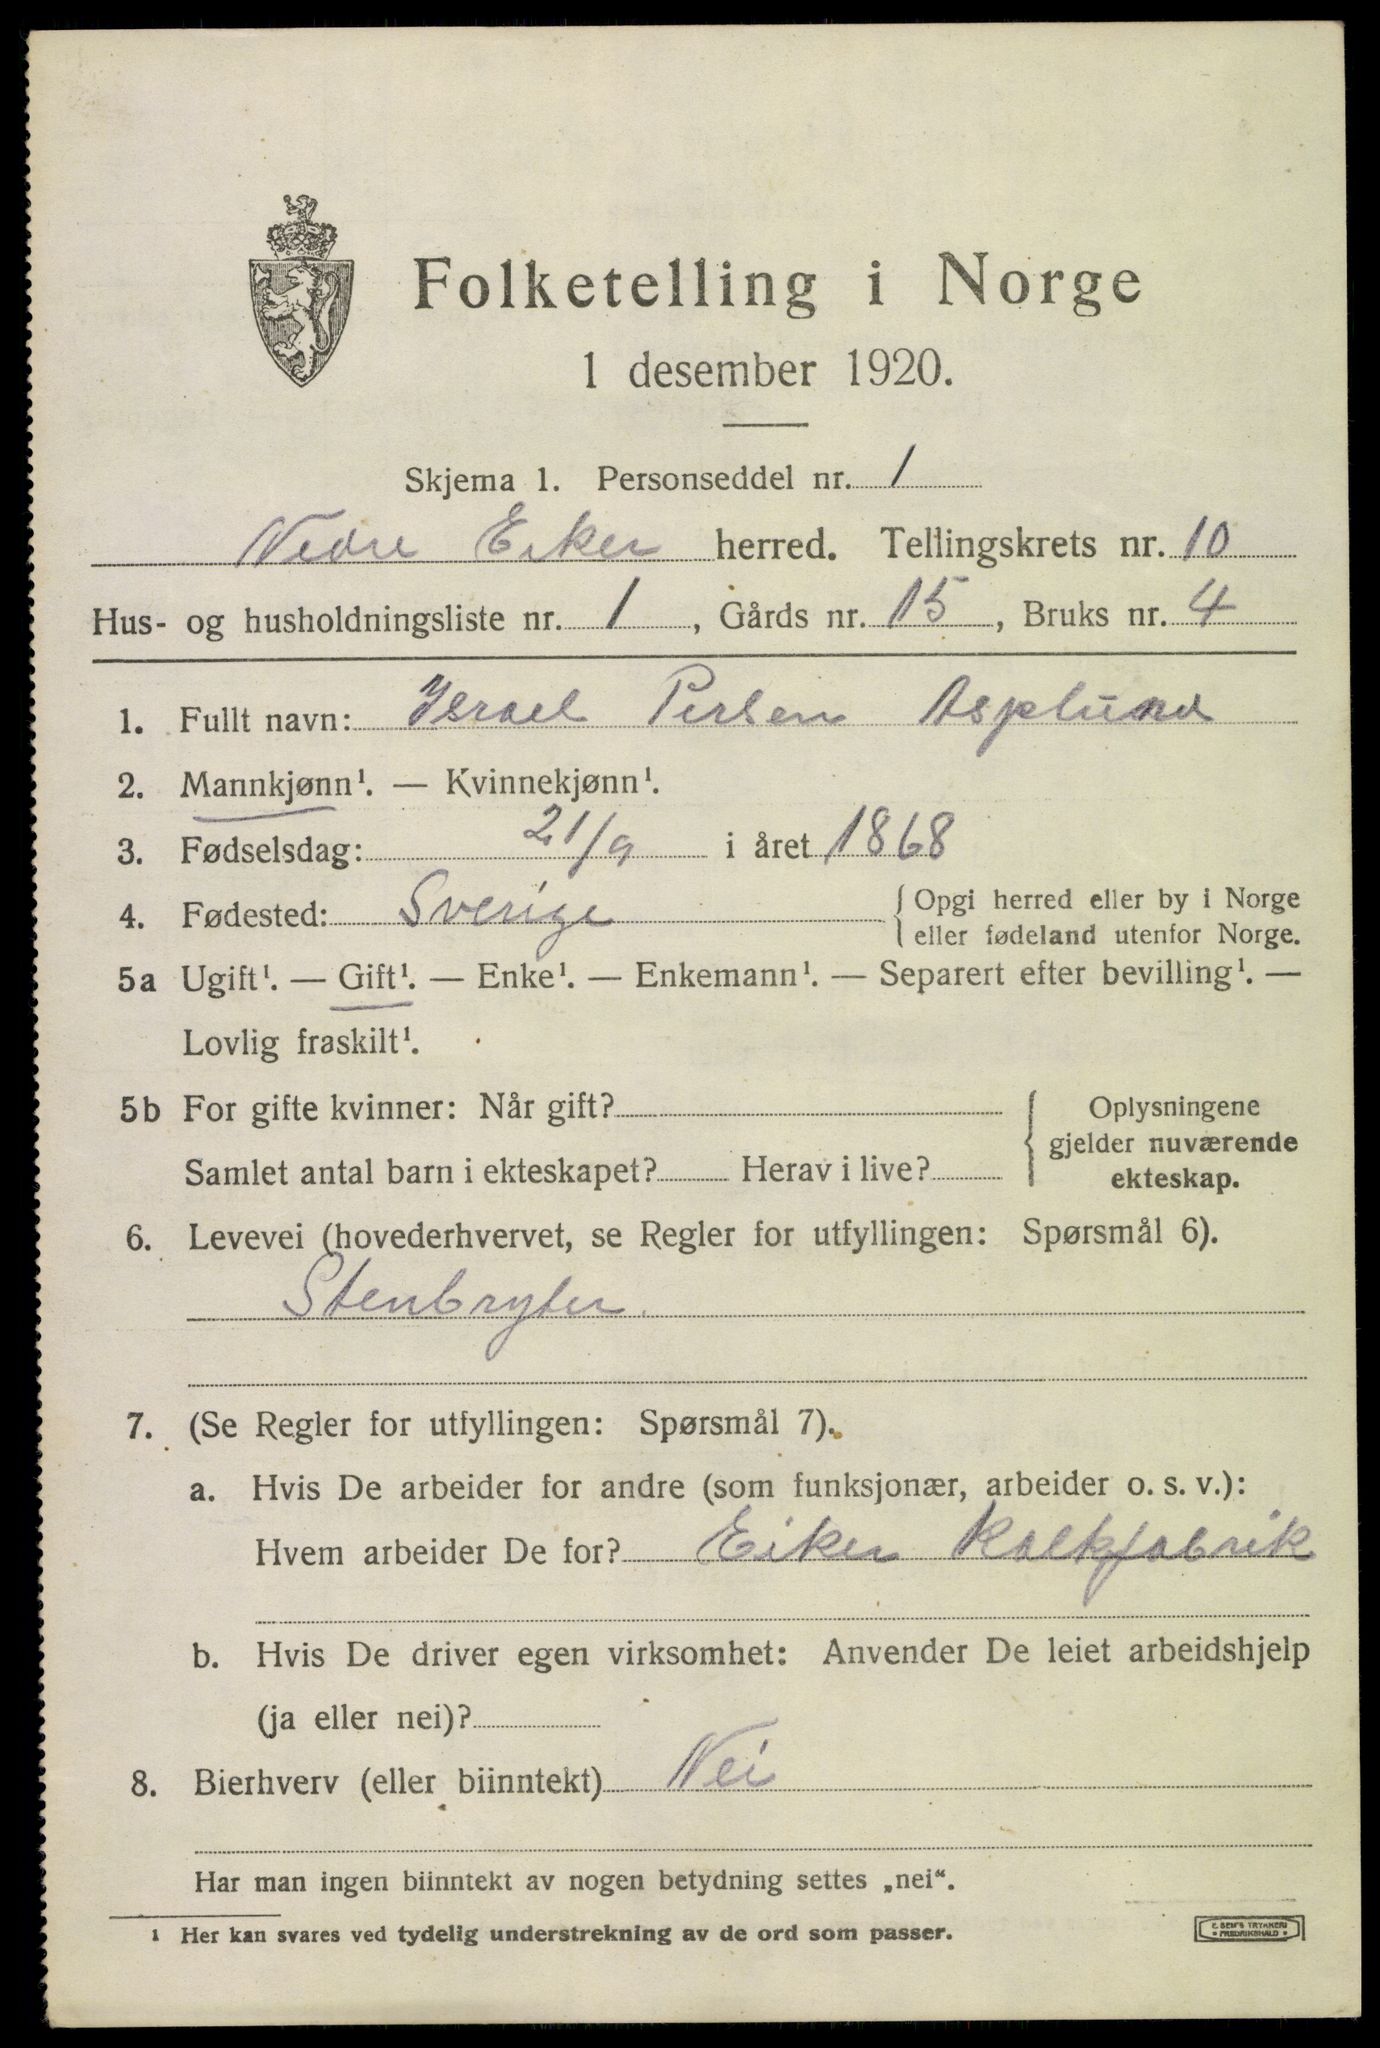 Folketelling i Norge
1 desember 1920.
Skjema 1. Personseddel nr. 1
Nedre Eker herred. Tellingskrets nr. 10
Hus- og husholdningsliste nr. 1, Gårds nr. 15, Bruks nr. 4
1. Fullt navn: Israel Persen Asplund
2. Mannkjønn¹. — Kvinnekjønn¹.
3. Fødselsdag: 21/9 i året 1868
4. Fødested: Sverige { Opgi herred eller by i Norge
eller fødeland utenfor Norge.
5a Ugift¹. — Gift¹. — Enke¹. — Enkemann¹. — Separert efter bevilling¹. —
Lovlig fraskilt¹.
5b For gifte kvinner: Når gift?
Samlet antal barn i ekteskapet? Herav i live?
Oplysningene
gjelder nuværende
ekteskap.
6. Levevei (hovederhvervet, se Regler for utfyllingen: Spørsmål 6).
Stenbryter.
7. (Se Regler for utfyllingen: Spørsmål 7).
a. Hvis De arbeider for andre (som funksjonær, arbeider o. s. v.):
Hvem arbeider De for? Eiker Kalkfabrik
b. Hvis De driver egen virksomhet: Anvender De leiet arbeidshjelp
(ja eller nei)?
8. Bierhverv (eller biinntekt) Nei
Har man ingen biinntekt av nogen betydning settes „nei“.
¹ Her kan svares ved tydelig understrekning av de ord som passer.
E. SEM'S TRYKKERI
• FREDRIKSHALD •